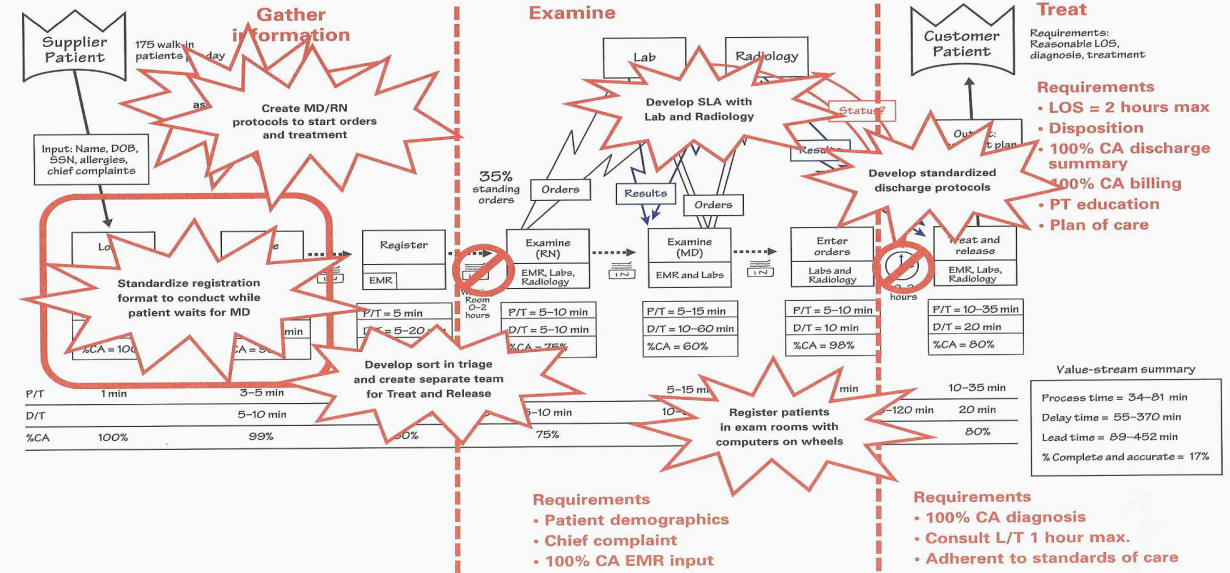 Gather
information
Examine
Treat
Supplier
Patient
175 walk-in
patients
day
Create MD/RN
protocols to start orders
and treatment
Input: Name, DOB,
SSN, allergies,
chief complaints
Lab
Radiology
Develop SLA with
Lab and Radiology
Status?
Results
Customer
Patient
Requirements:
Reasonable LOS,
diagnosis, treatment
Requirements
• LOS = 2 hours max
• Disposition
• 100% CA discharge
summary
• 100% CA billing
• PT education
• Plan of care
plan
Develop standardized
discharge protocols
35%
standing
orders
Orders
Results
Orders
Standardize registration
format to conduct while
patient waits for MD
min
%CA = 100
Register
EMR
P/T = 5 min
D/T = 5–20
IN
Room
0–2
hours
Examine
(RN)
EMR, Labs,
Radiology
P/T = 5–10 min
D/T = 5–10 min
%CA = 75%
IN
Examine
(MD)
EMR and Labs
P/T = 5–15 min
D/T = 10–60 min
%CA = 60%
IN
Enter
orders
Labs and
Radiology
P/T = 5–10 min
D/T = 10 min
%CA = 98%
hours
Treat and
release
EMR, Labs,
Radiology
P/T = 10–35 min
D/T = 20 min
%CA = 80%
Develop sort in triage
and create separate team
for Treat and Release
Register patients
in exam rooms with
computers on wheels
P/T 1 min 3–5 min 5–15 min 10–35 min
D/T 5–10 min 5–10 min 20 min
%CA 100% 99% 75% 80%
Value-stream summary
Process time = 34–81 min
Delay time = 55–370 min
Lead time = 89–452 min
% Complete and accurate = 17%
Requirements
• Patient demographics
• Chief complaint
• 100% CA EMR input
Requirements
• 100% CA diagnosis
• Consult L/T 1 hour max.
• Adherent to standards of care